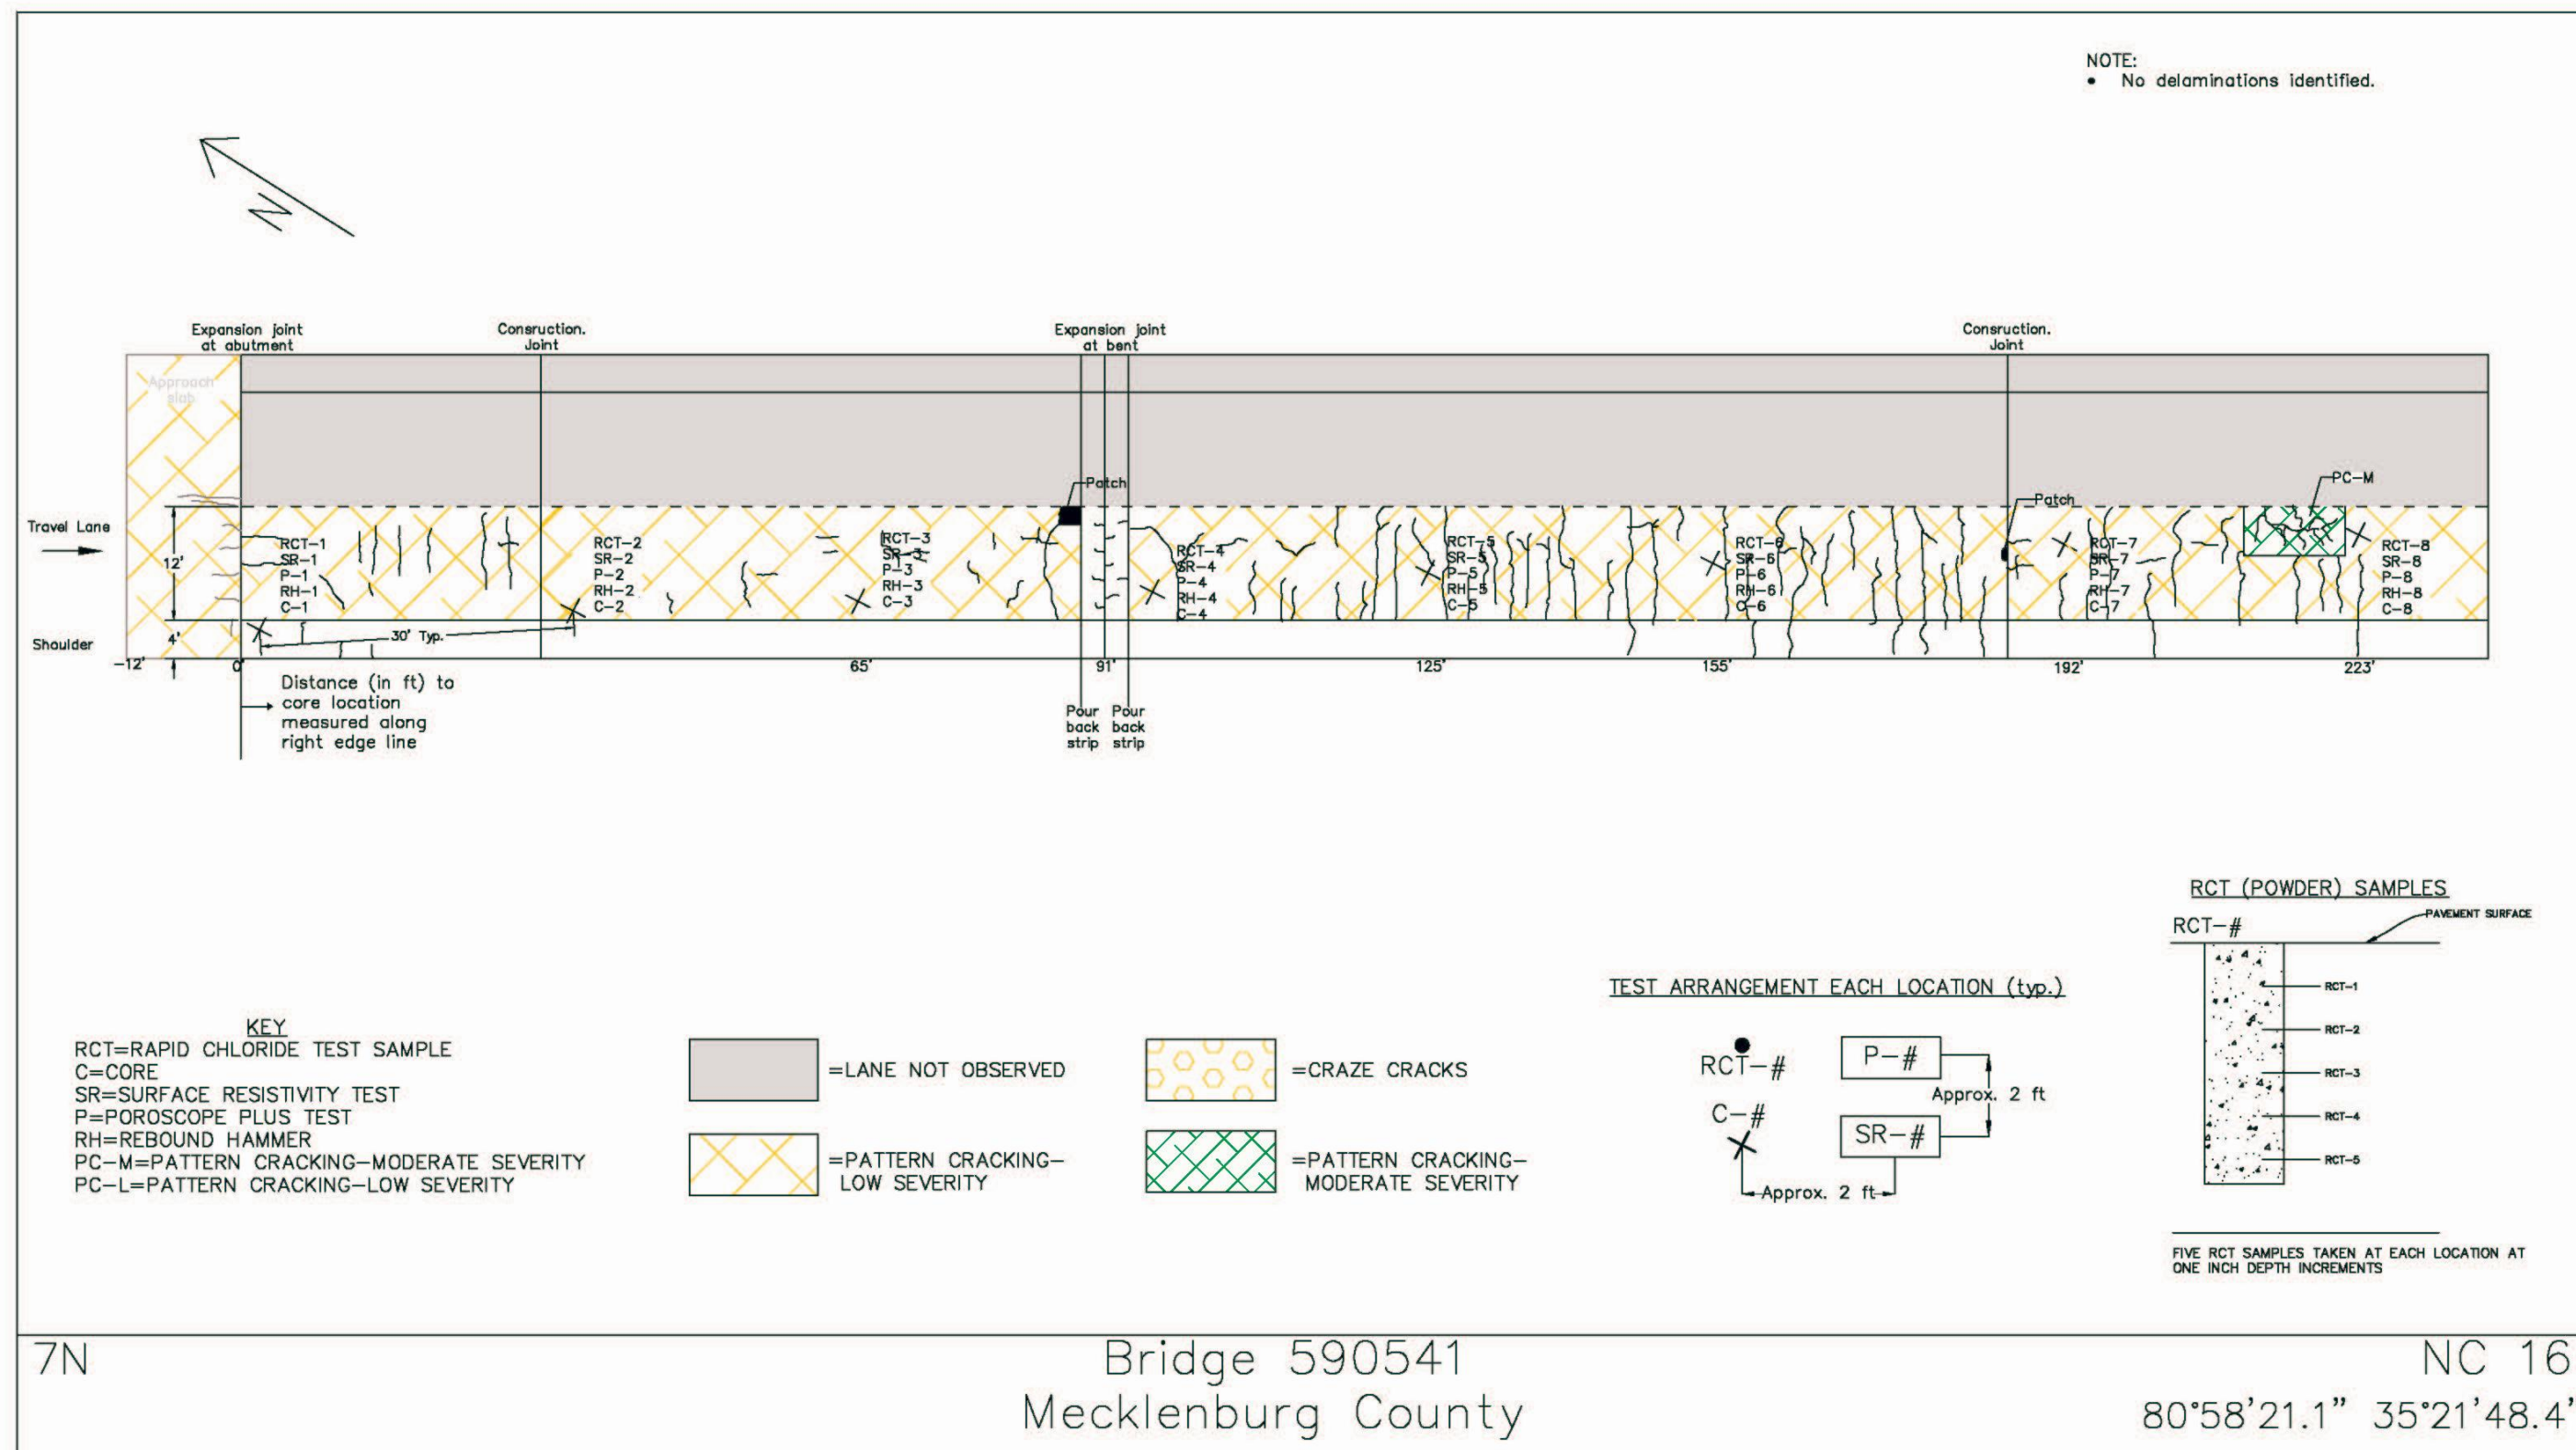 NOTE:
• No delaminations identified.
N
Expansion joint
at abutment
Consruction.
Joint
Expansion joint
at bent
Consruction.
Joint
Approach
slab
Patch
Patch
PC-M
Travel Lane
12'
Shoulder
4'
RCT-1
SR-1
P-1
RH-1
C-1
RCT-2
SR-2
P-2
RH-2
C-2
RCT-3
SR-3
P-3
RH-3
C-3
RCT-4
SR-4
P-4
RH-4
C-4
RCT-5
SR-5
P-5
RH-5
C-5
RCT-6
SR-6
P-6
RH-6
C-6
RCT-7
SR-7
P-7
RH-7
C-7
RCT-8
SR-8
P-8
RH-8
C-8
30' Typ.
-12'
0'
65'
91'
125'
155'
192'
223'
Distance (in ft) to
core location
measured along
right edge line
Pour
back
strip
Pour
back
strip
KEY
RCT=RAPID CHLORIDE TEST SAMPLE
C=CORE
SR=SURFACE RESISTIVITY TEST
P=POROSCOPE PLUS TEST
RH=REBOUND HAMMER
PC-M=PATTERN CRACKING-MODERATE SEVERITY
PC-L=PATTERN CRACKING-LOW SEVERITY
=LANE NOT OBSERVED
=PATTERN CRACKING-
LOW SEVERITY
=CRAZE CRACKS
=PATTERN CRACKING-
MODERATE SEVERITY
TEST ARRANGEMENT EACH LOCATION (typ.)
RCT-#
P-#
Approx. 2 ft
C-#
SR-#
Approx. 2 ft
RCT (POWDER) SAMPLES
RCT-#
PAVEMENT SURFACE
RCT-1
RCT-2
RCT-3
RCT-4
RCT-5
FIVE RCT SAMPLES TAKEN AT EACH LOCATION AT
ONE INCH DEPTH INCREMENTS
7N
Bridge 590541
Mecklenburg County
NC 16
80°58'21.1" 35°21'48.4'